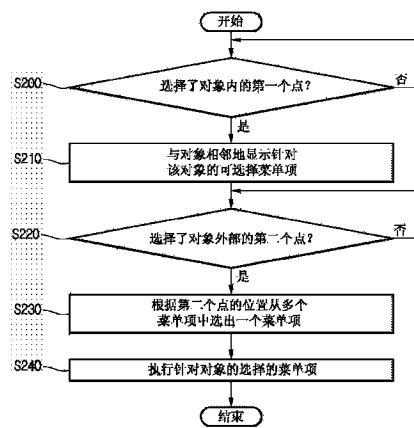 开始
S200
选择了对象内的第一个点?
否
是
S210
与对象相邻地显示针对
该对象的可选择菜单项
S220
选择了对象外部的第二个点?
否
是
S230
根据第二个点的位置从多个
菜单项中选出一个菜单项
S240
执行针对对象的选择的菜单项
结束